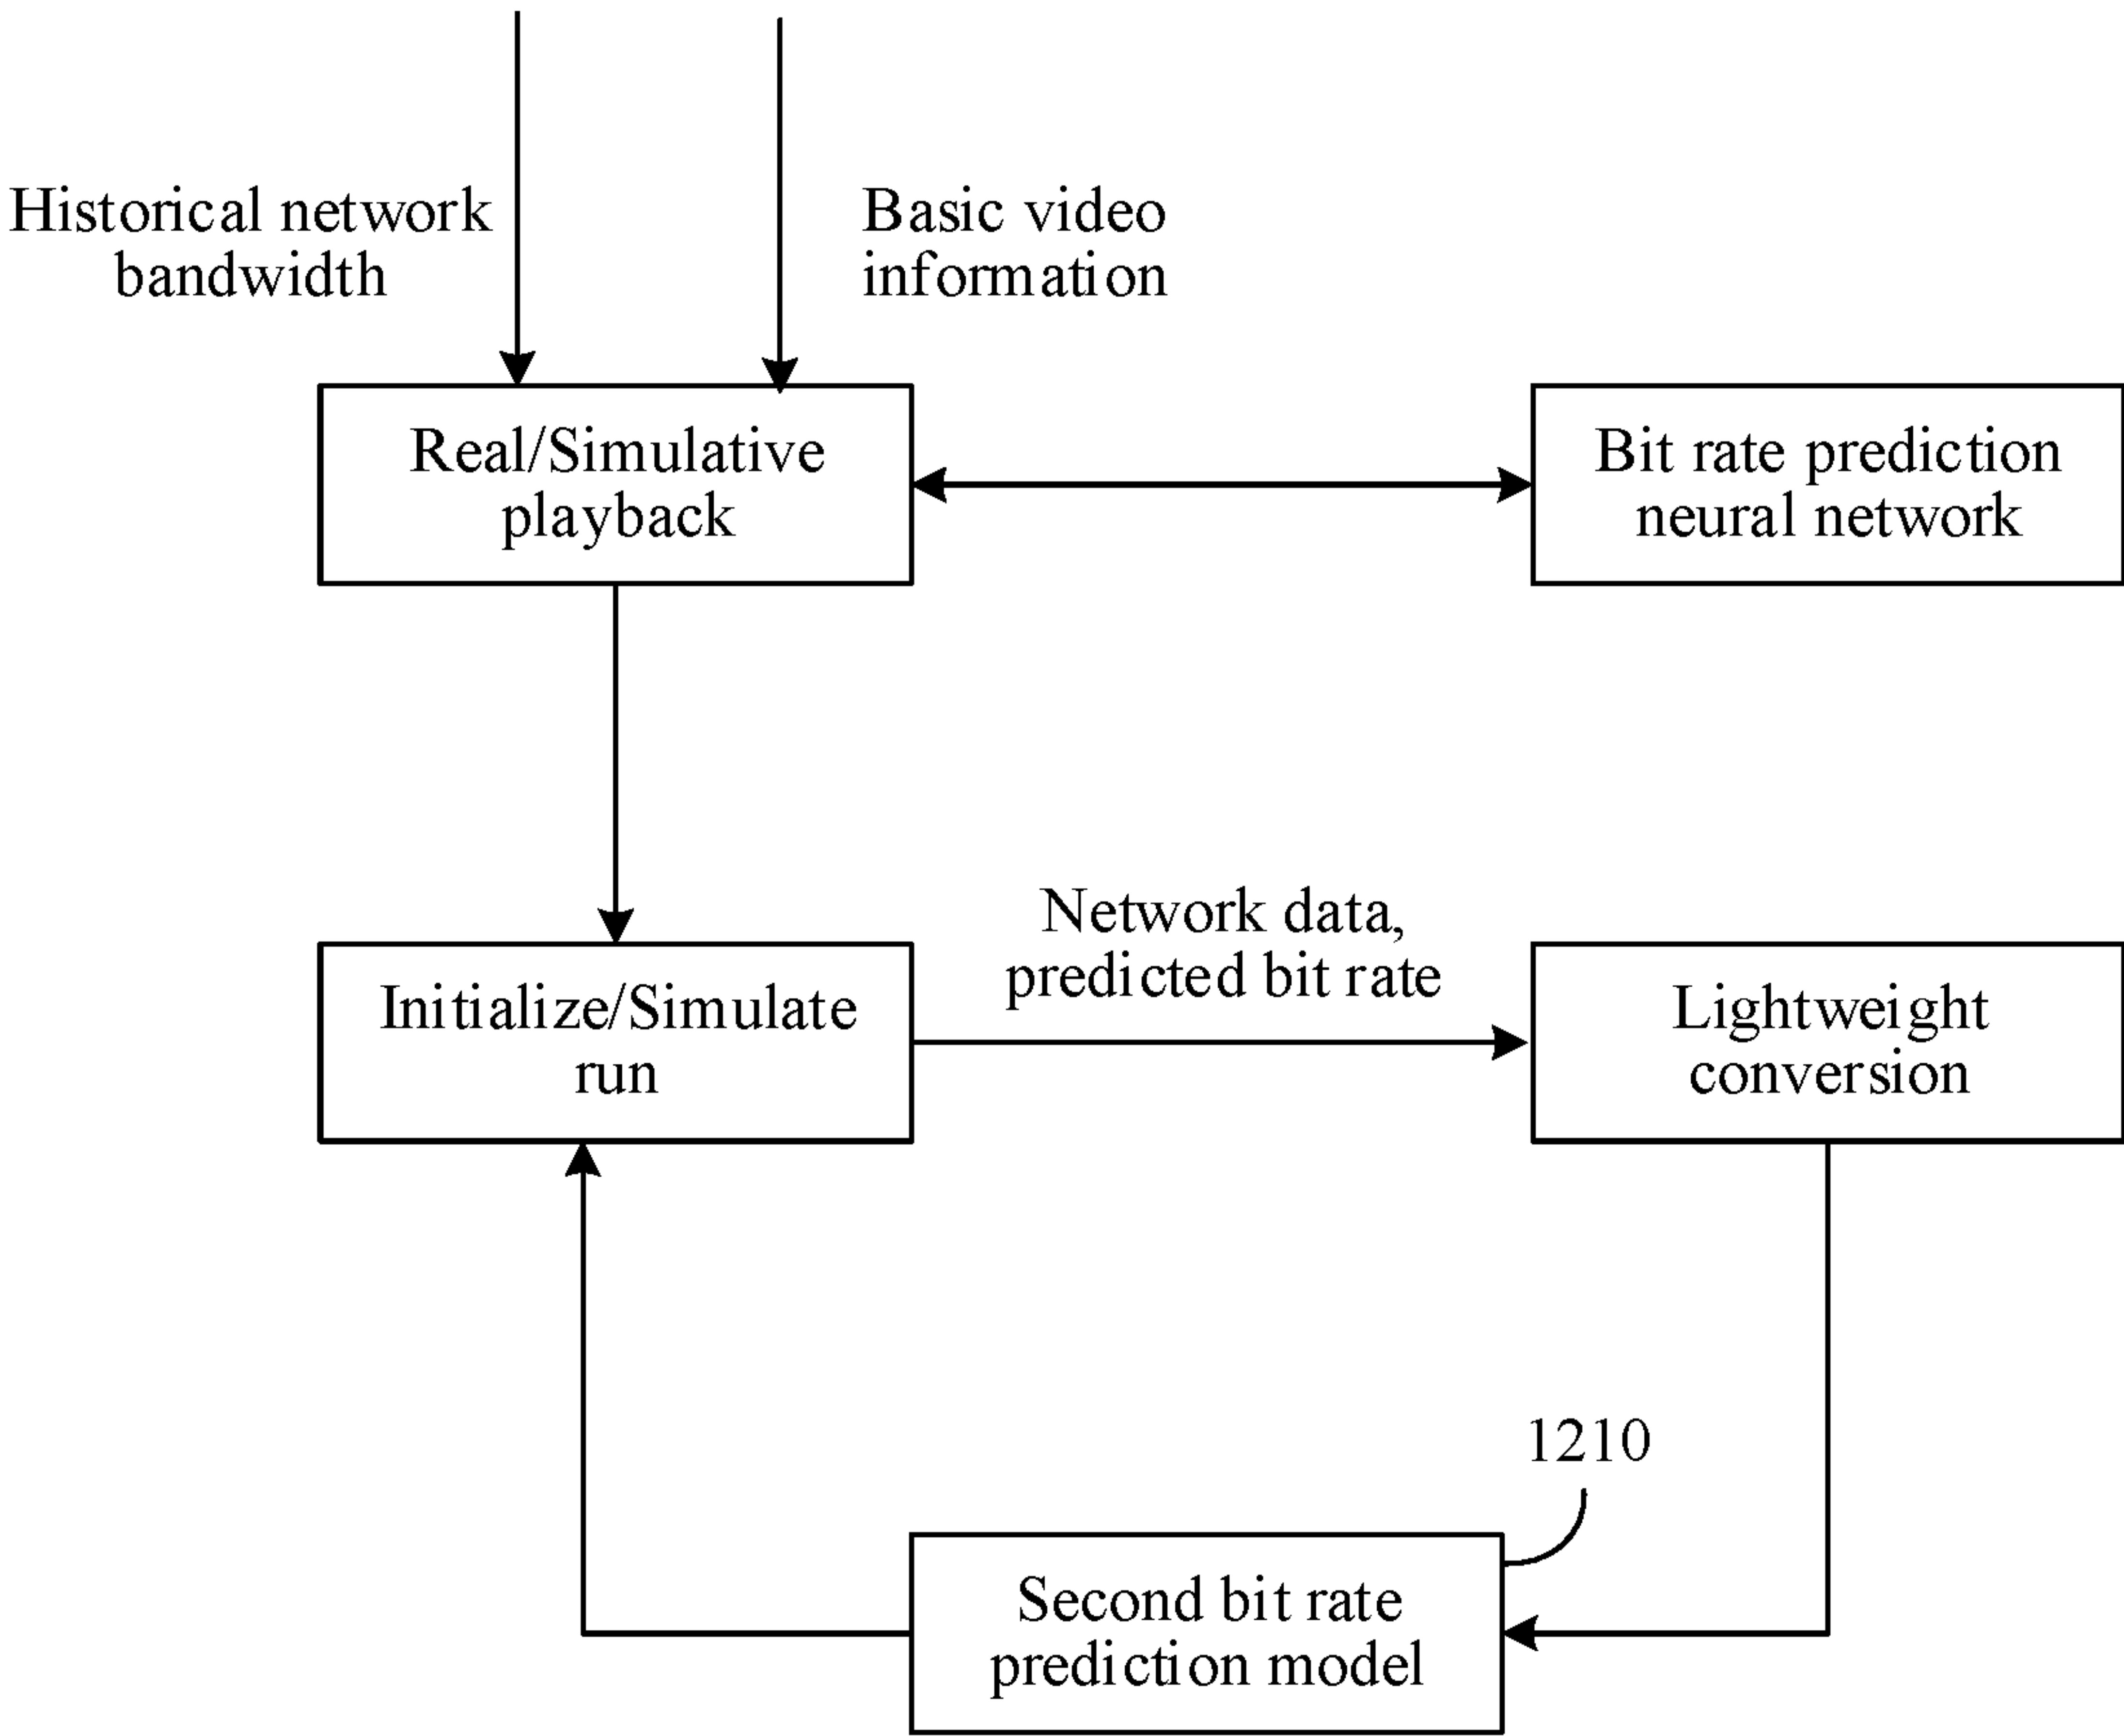 Historical network
bandwidth
Basic video
information
Real/Simulative
playback
Bit rate prediction
neural network
Network data,
predicted bit rate
Initialize/Simulate
run
Lightweight
conversion
1210
Second bit rate
prediction model